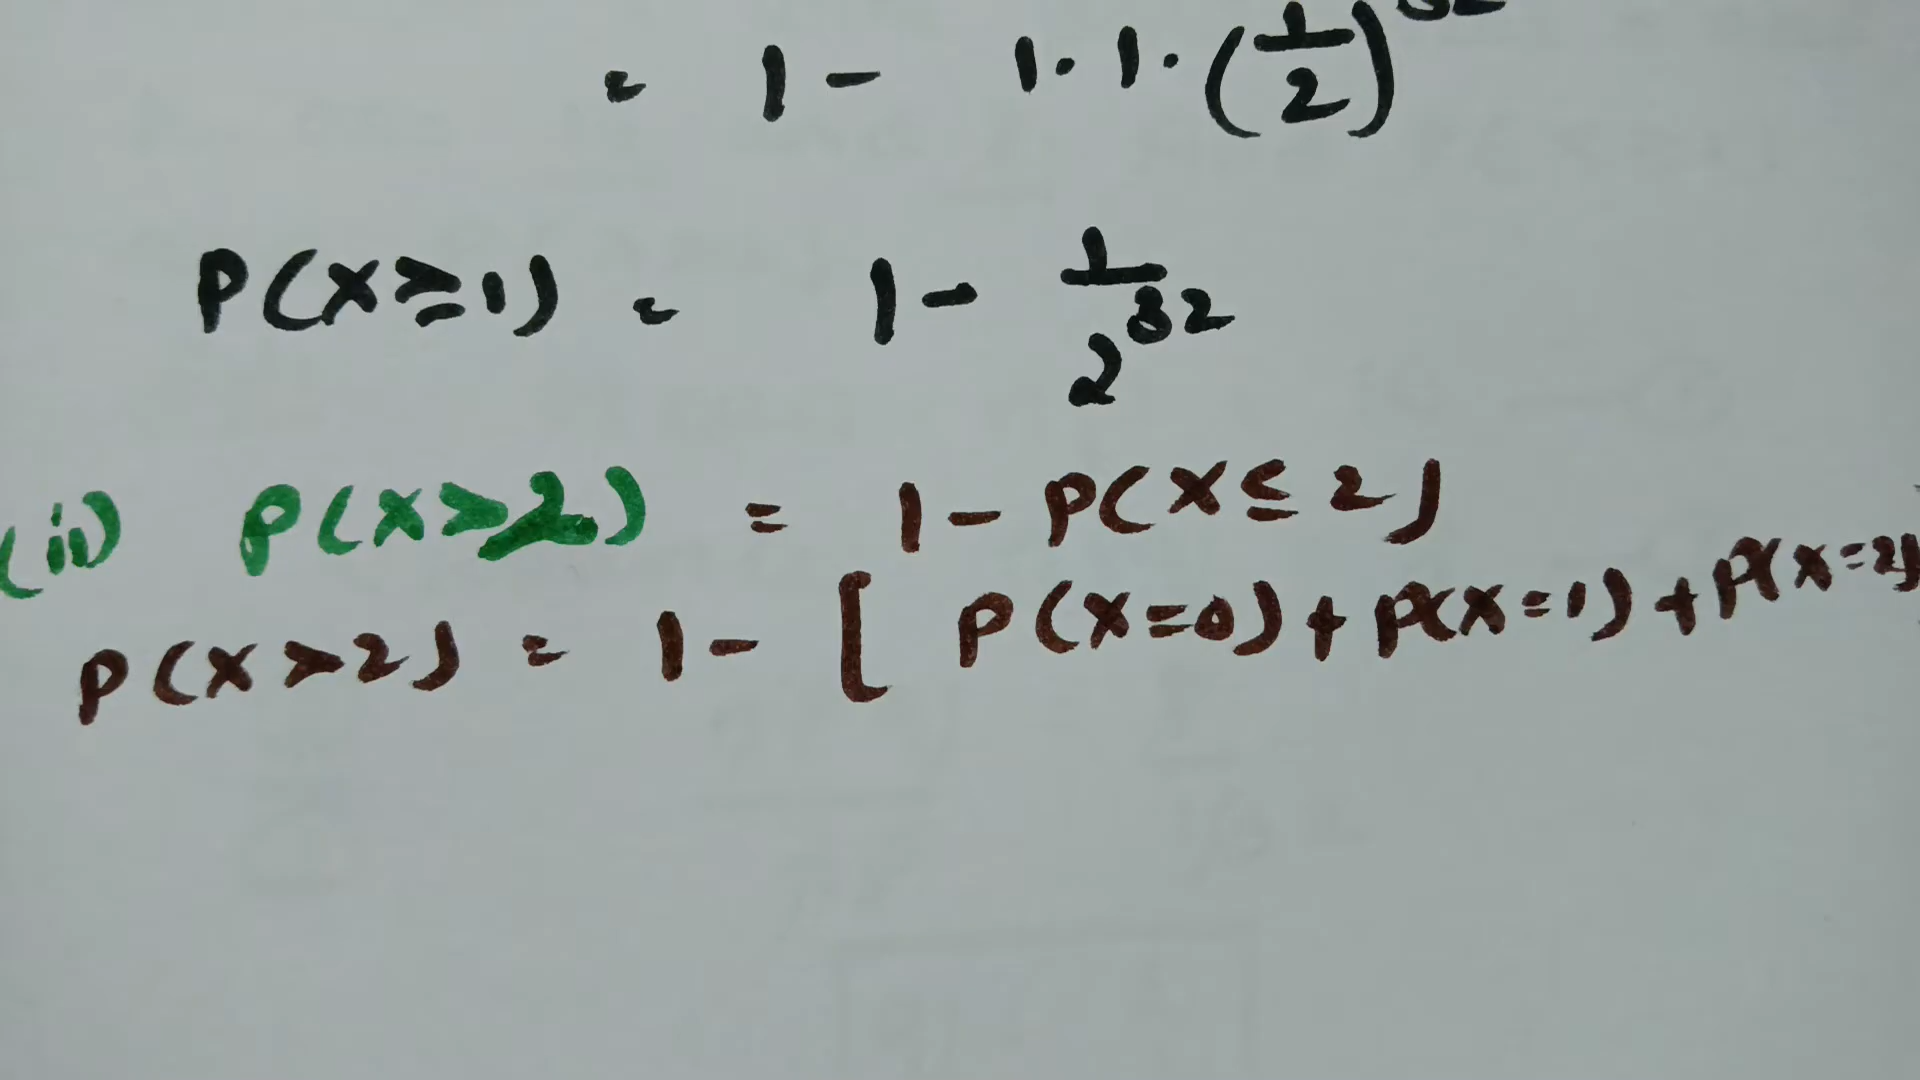 = 1 - 1 · 1 · (1/2)^32
P(X≥1) = 1 - 1/2^32
(ii) P(X>2) = 1 - P(X≤2)
P(X>2) = 1 - [ P(X=0) + P(X=1) + P(X=2)